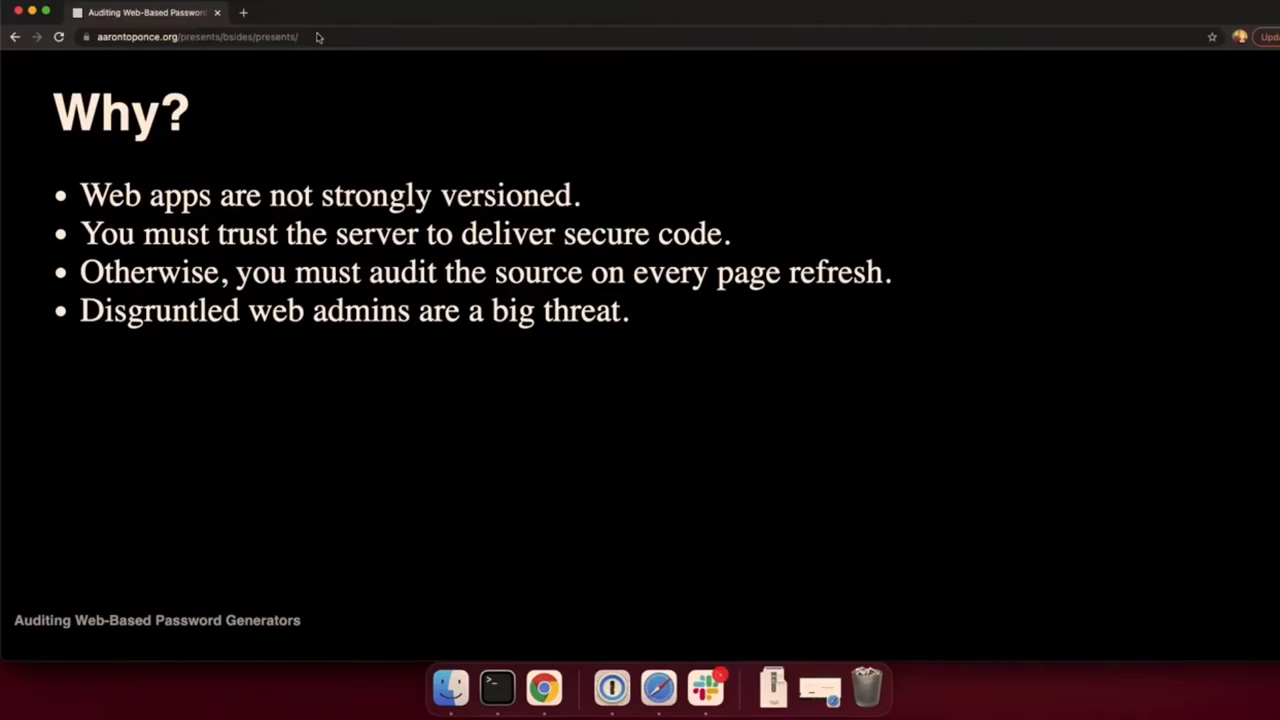 Auditing Web-Based Password
aarontoponce.org/presents/bsides/presents/
Upda
Why?
• Web apps are not strongly versioned.
• You must trust the server to deliver secure code.
• Otherwise, you must audit the source on every page refresh.
• Disgruntled web admins are a big threat.
Auditing Web-Based Password Generators